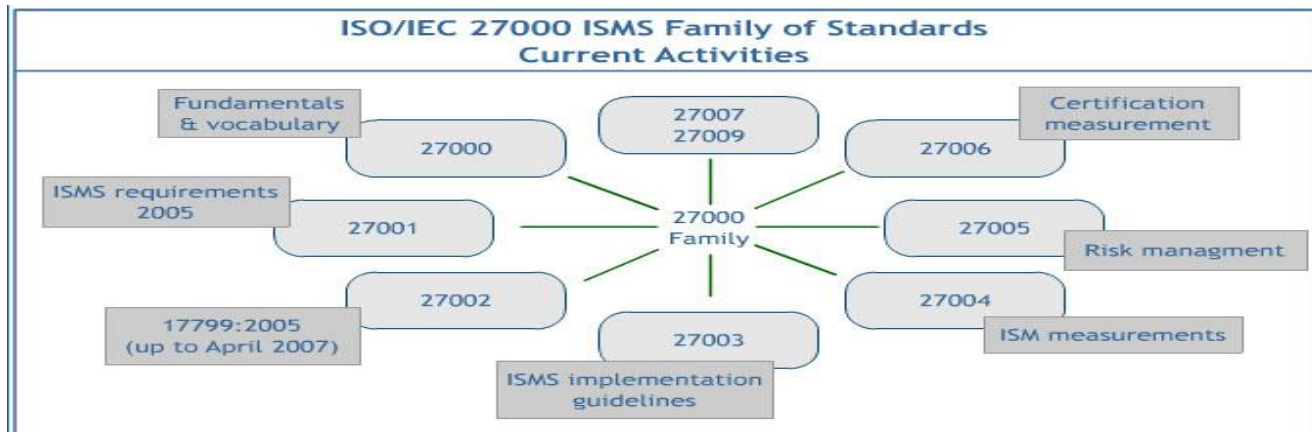 ISO/IEC 27000 ISMS Family of Standards
Current Activities
Fundamentals
& vocabulary
27000
27007
27009
Certification
measurement
27006
ISMS requirements
2005
27001
27000
Family
27005
Risk managment
27002
17799:2005
(up to April 2007)
27003
ISMS implementation
guidelines
27004
ISM measurements